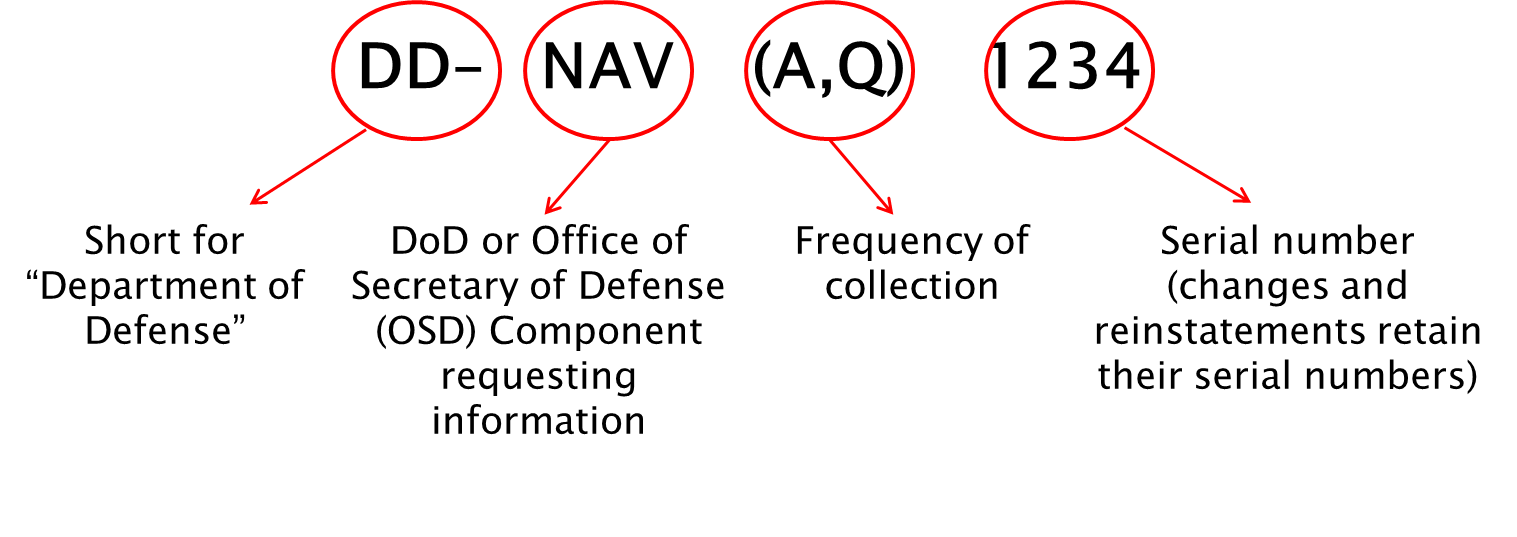 DD- NAV (A,Q) 1234
Short for
“Department of
Defense”
DoD or Office of
Secretary of Defense
(OSD) Component
requesting
information
Frequency of
collection
Serial number
(changes and
reinstatements retain
their serial numbers)